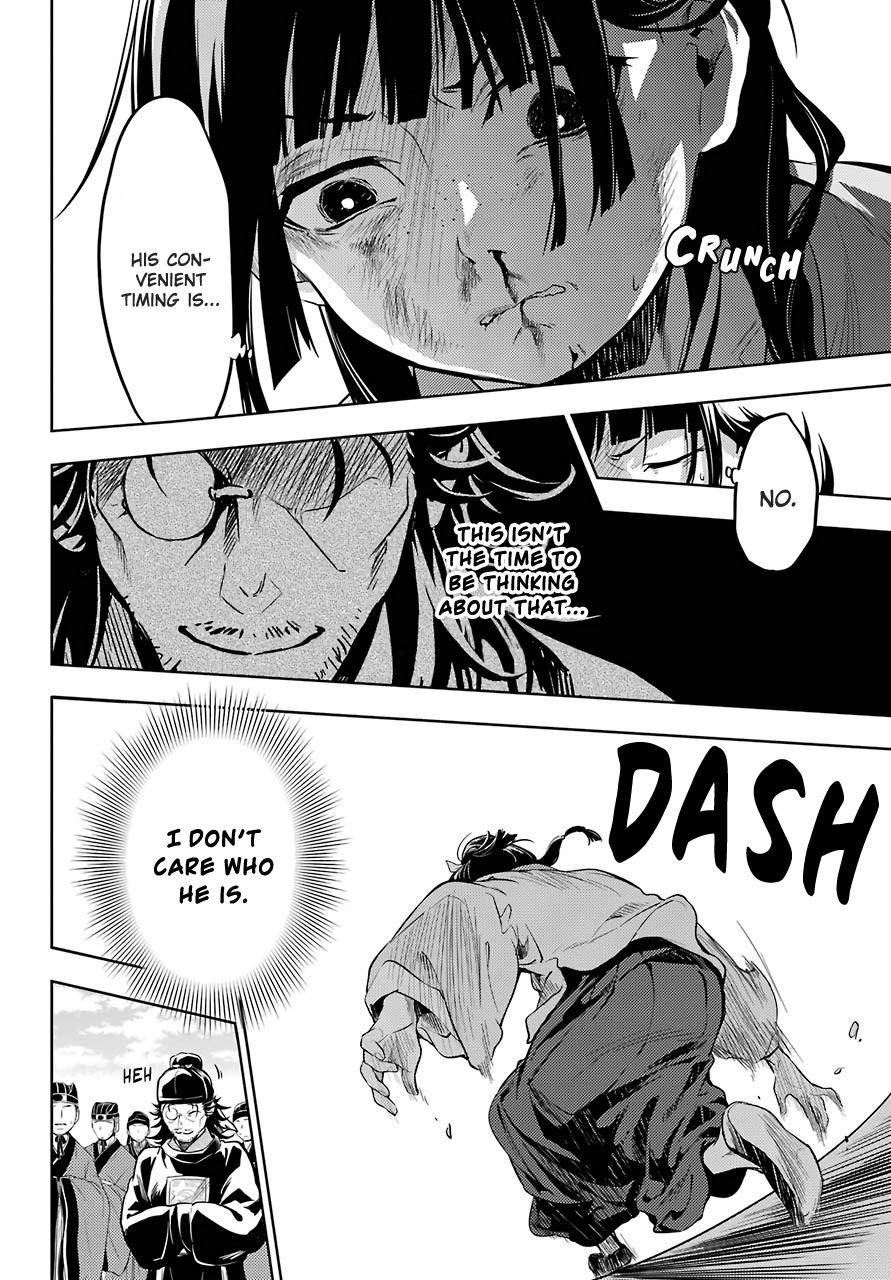 HIS CON-
VENIENT
TIMING IS...
CRUNCH
NO.
THIS ISN'T
THE TIME TO
BE THINKING
ABOUT THAT...
DASH
I DON'T
CARE WHO
HE IS.
HEH